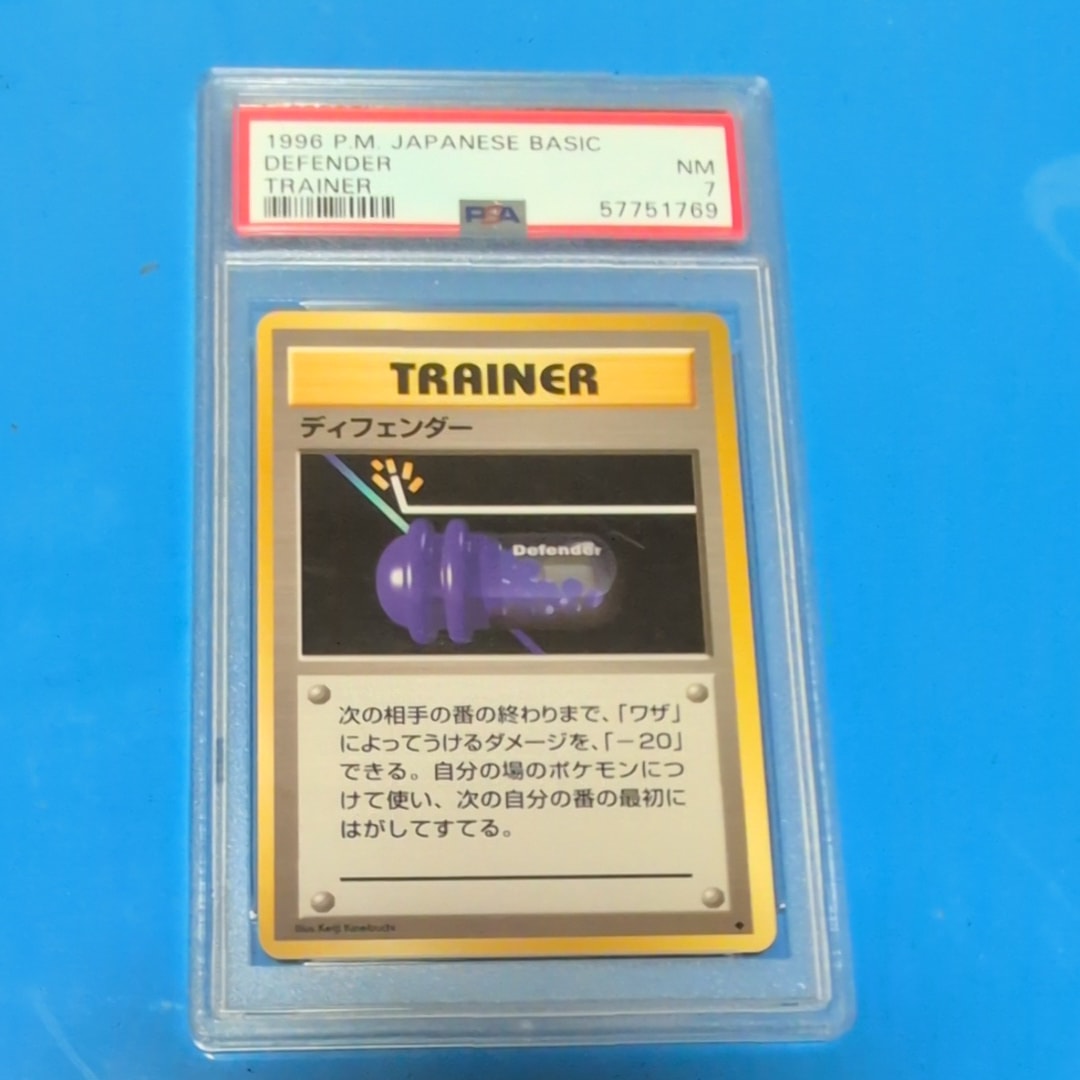 1996 P.M. JAPANESE BASIC
DEFENDER
NM
TRAINER
7
PSA
57751769
TRAINER
ディフェンダー
Defender
次の相手の番の終わりまで、「ワザ」
によってうけるダメージを、「－20」
できる。自分の場のポケモンにつ
けて使い、次の自分の番の最初に
はがしてすてる。
Illus. Keiji Kinebuchi